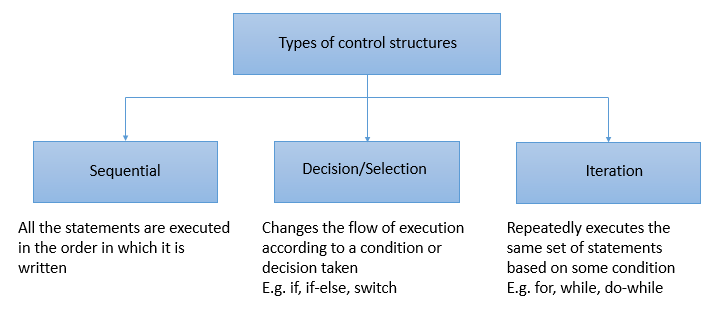 Types of control structures
Sequential
Decision/Selection
Iteration
All the statements are executed
in the order in which it is
written
Changes the flow of execution
according to a condition or
decision taken
E.g. if, if-else, switch
Repeatedly executes the
same set of statements
based on some condition
E.g. for, while, do-while